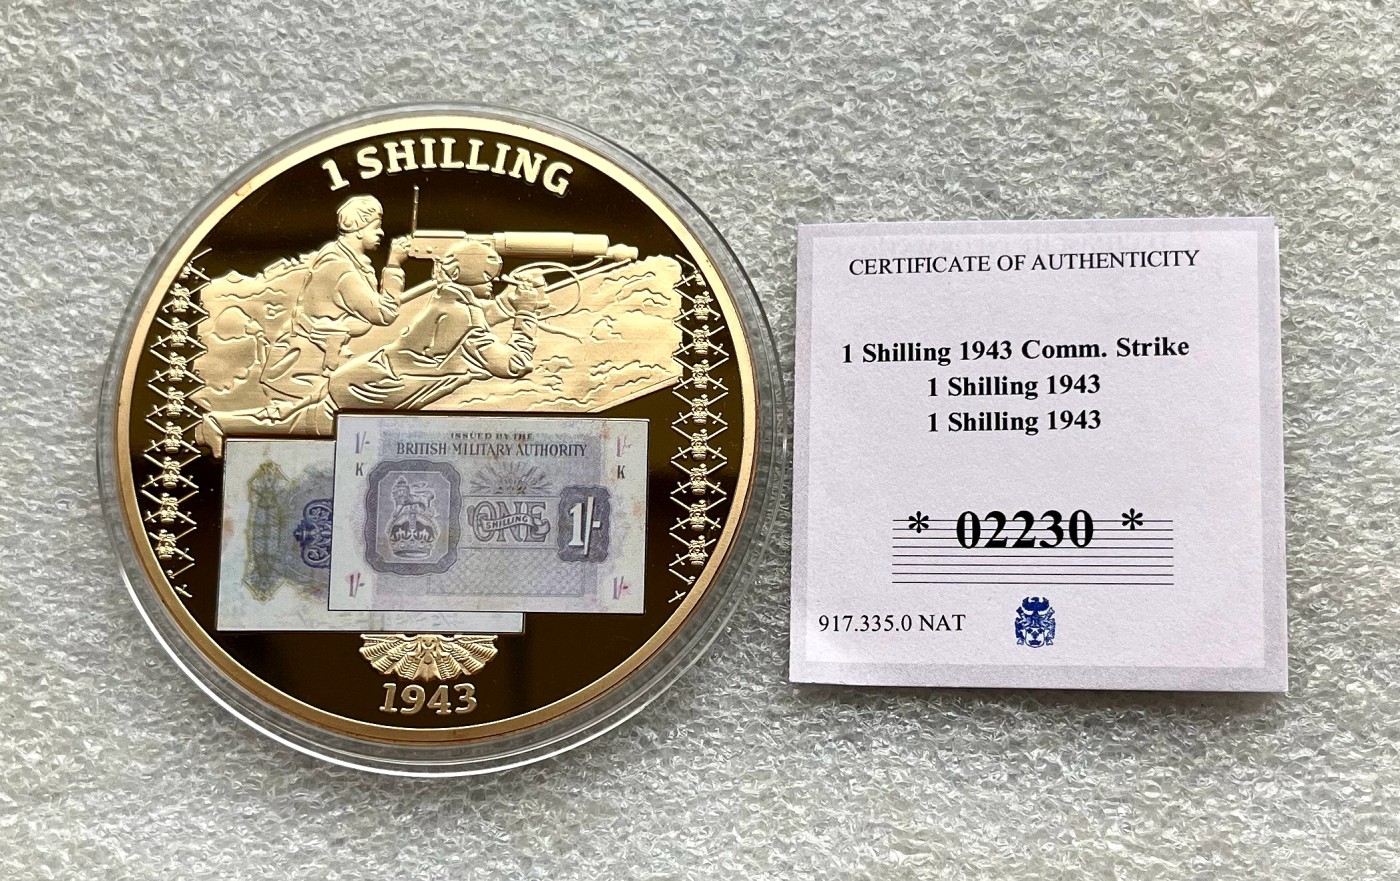 1 SHILLING
ISSUED BY THE
BRITISH MILITARY AUTHORITY
1/-
1/-
K
K
ONE
SHILLING
1/-
1/-
1/-
1943
CERTIFICATE OF AUTHENTICITY
1 Shilling 1943 Comm. Strike
1 Shilling 1943
1 Shilling 1943
* 02230 *
917.335.0 NAT